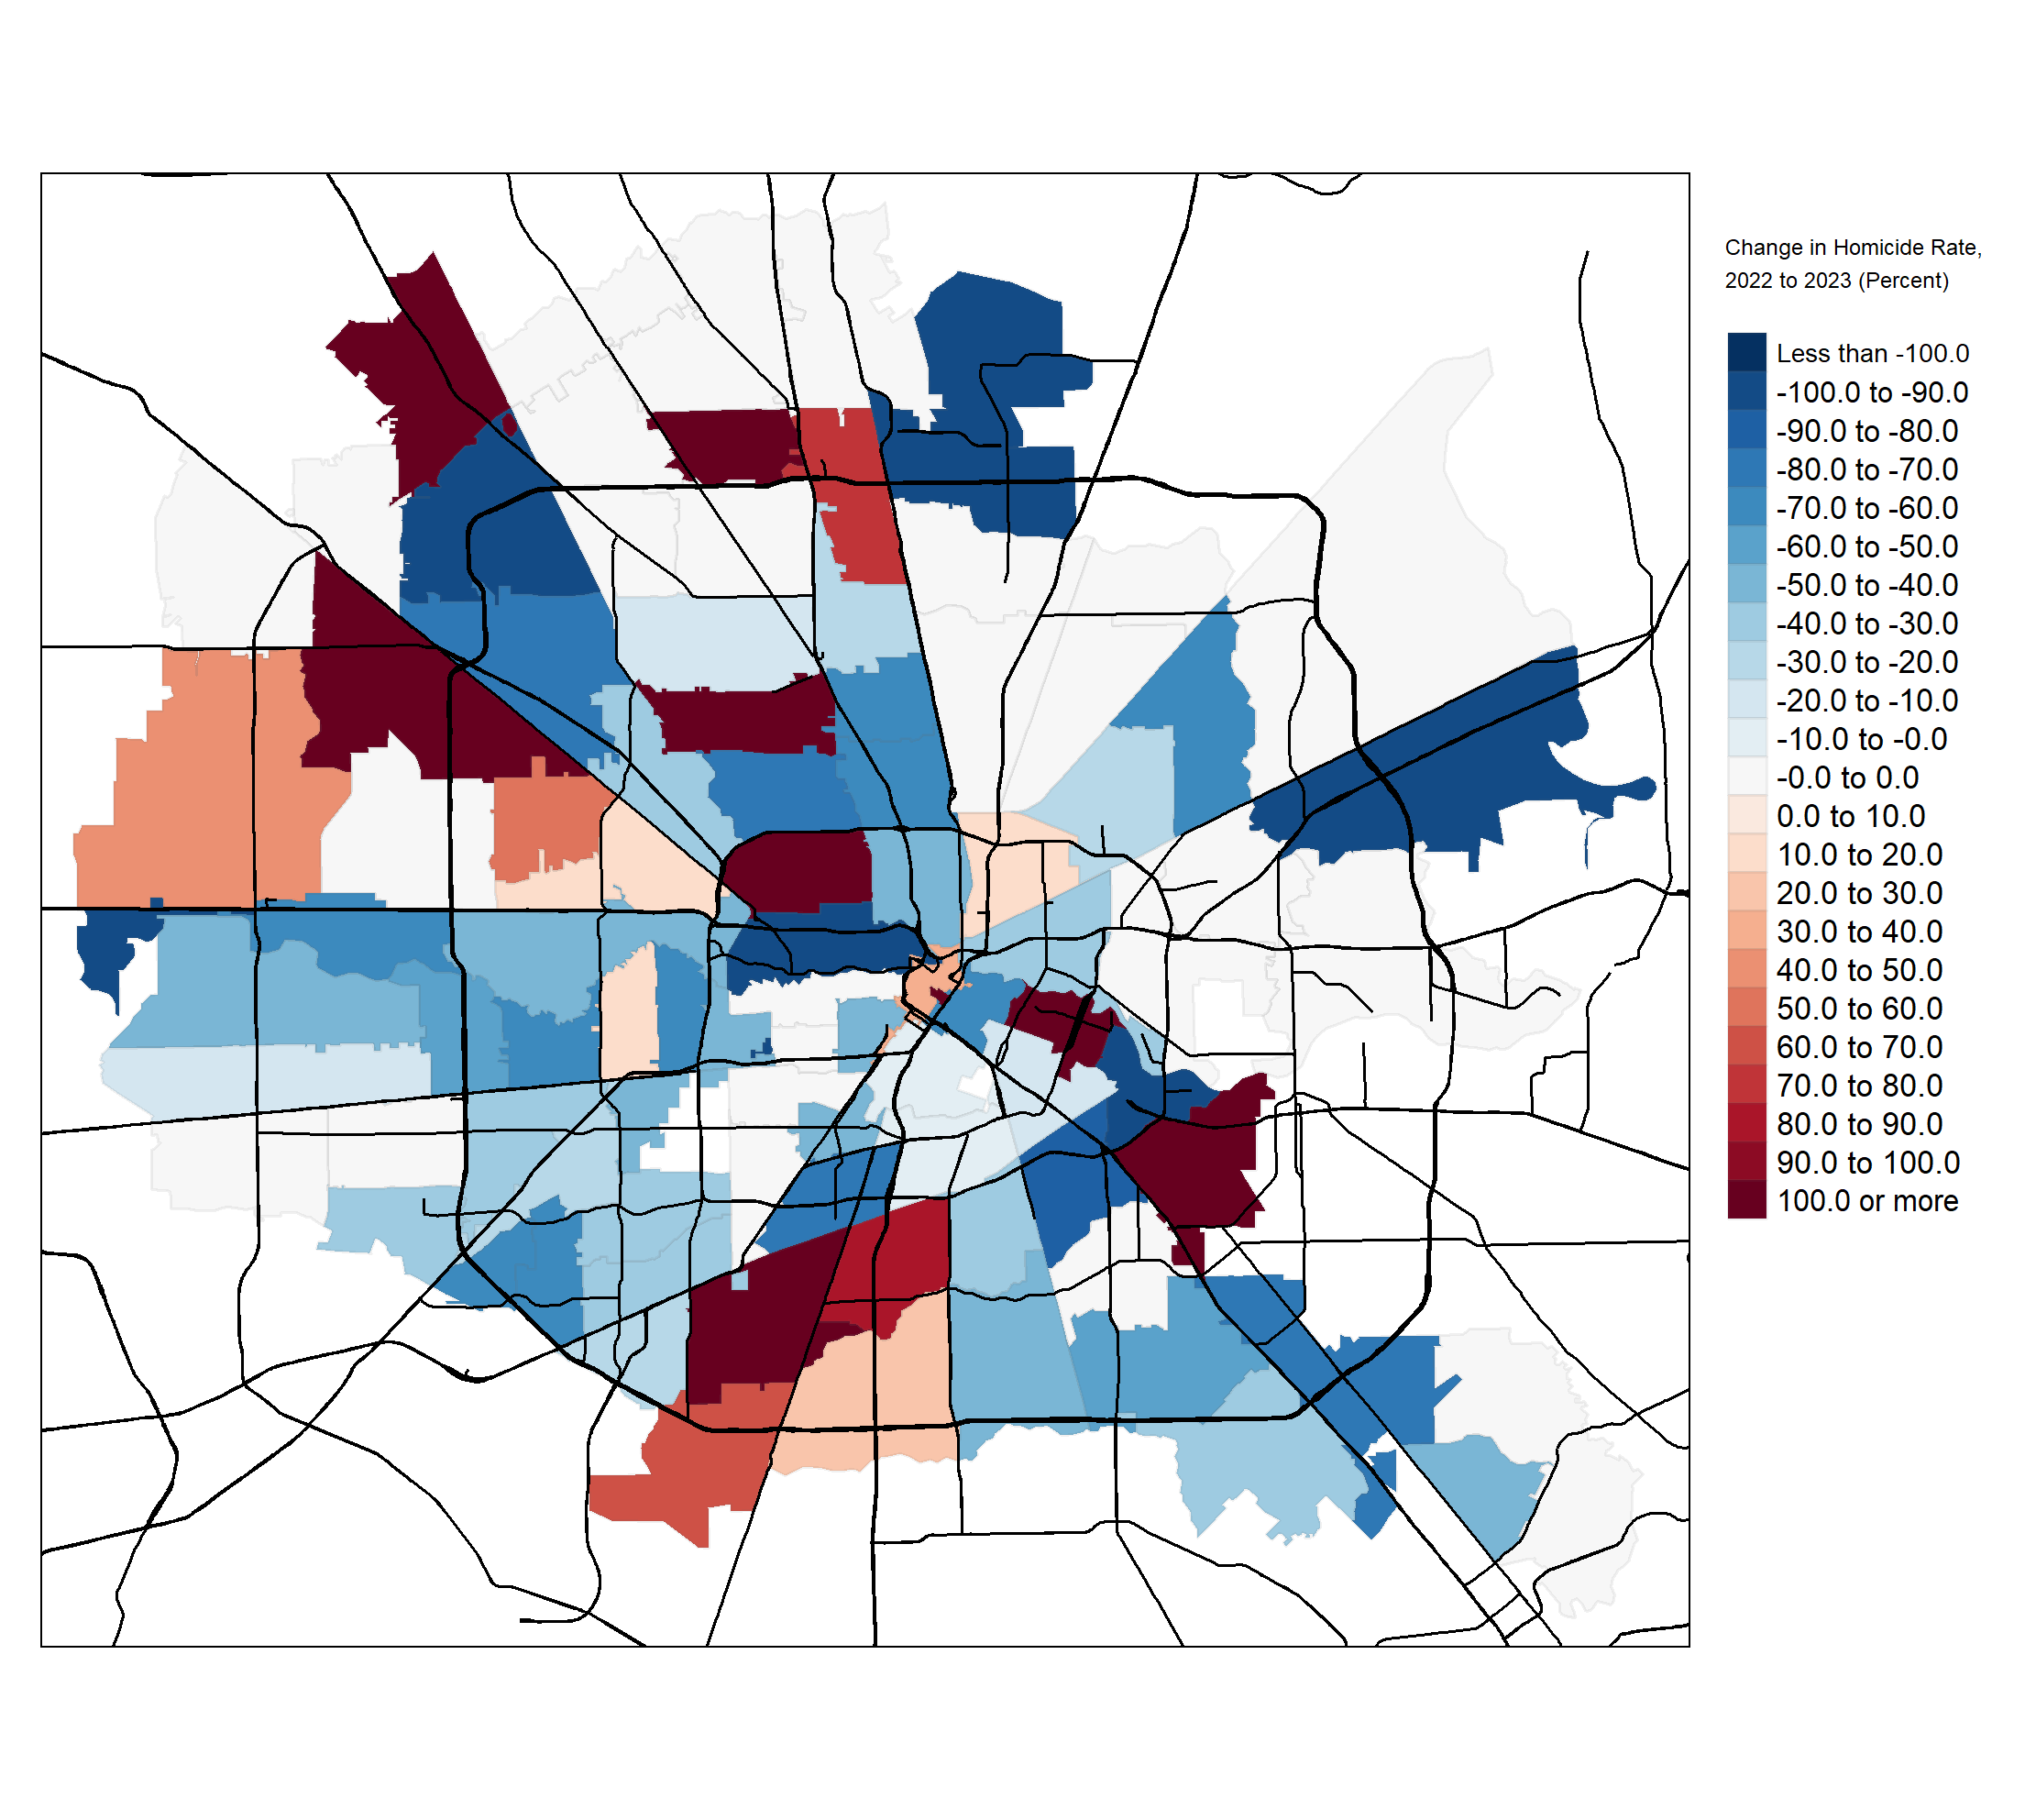 Change in Homicide Rate,
2022 to 2023 (Percent)
Less than -100.0
-100.0 to -90.0
-90.0 to -80.0
-80.0 to -70.0
-70.0 to -60.0
-60.0 to -50.0
-50.0 to -40.0
-40.0 to -30.0
-30.0 to -20.0
-20.0 to -10.0
-10.0 to -0.0
-0.0 to 0.0
0.0 to 10.0
10.0 to 20.0
20.0 to 30.0
30.0 to 40.0
40.0 to 50.0
50.0 to 60.0
60.0 to 70.0
70.0 to 80.0
80.0 to 90.0
90.0 to 100.0
100.0 or more